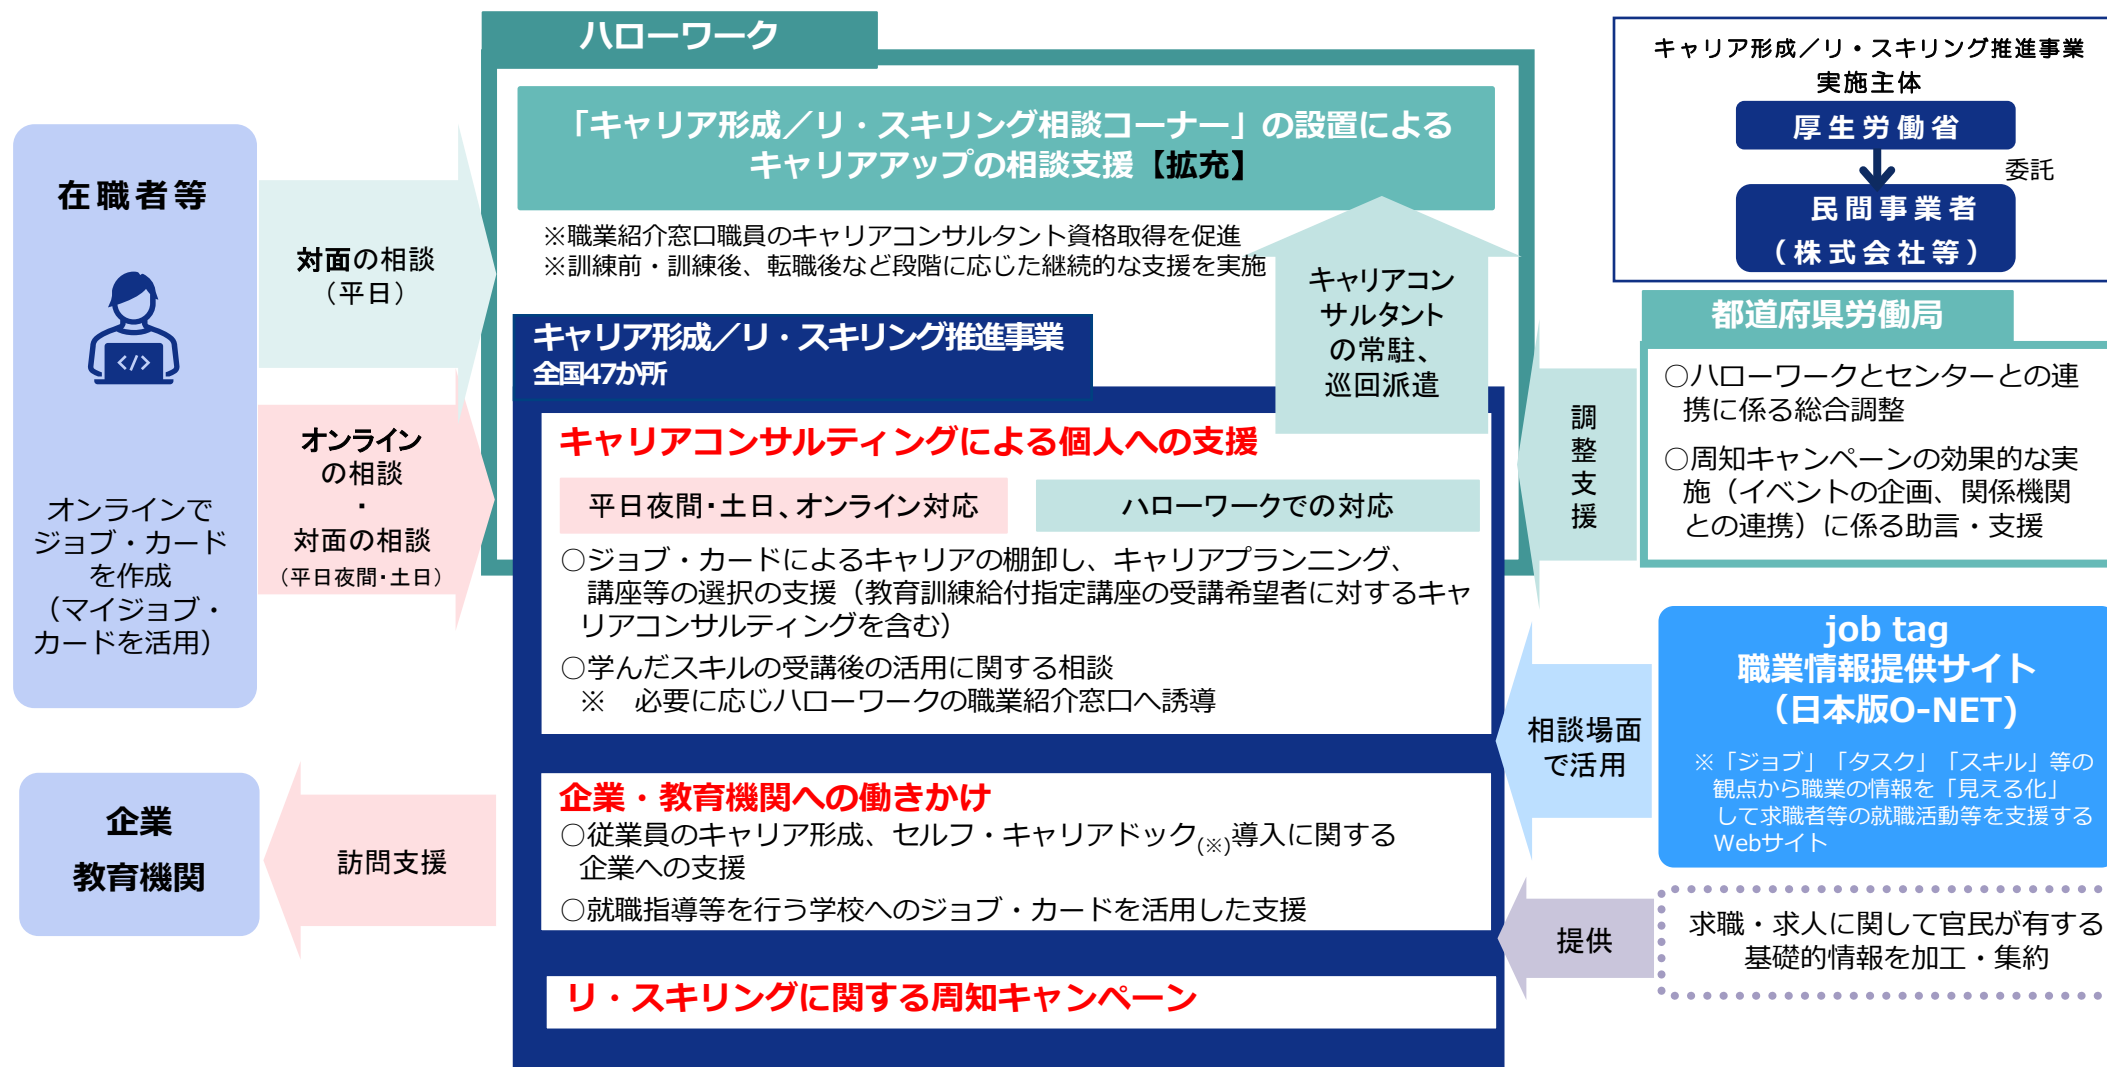 ハローワーク
「キャリア形成／リ・スキリング相談コーナー」の設置による
キャリアアップの相談支援【拡充】
※職業紹介窓口職員のキャリアコンサルタント資格取得を促進
※訓練前・訓練後、転職後など段階に応じた継続的な支援を実施
在職者等
オンラインで
ジョブ・カード
を作成
（マイジョブ・
カードを活用）
対面の相談
（平日）
オンライン
の相談
・
対面の相談
（平日夜間・土日）
キャリアコン
サルタント
の常駐、
巡回派遣
キャリア形成／リ・スキリング推進事業
全国47か所
キャリアコンサルティングによる個人への支援
平日夜間・土日、オンライン対応
ハローワークでの対応
○ジョブ・カードによるキャリアの棚卸し、キャリアプランニング、
講座等の選択の支援（教育訓練給付指定講座の受講希望者に対するキャ
リアコンサルティングを含む）
○学んだスキルの受講後の活用に関する相談
※　必要に応じハローワークの職業紹介窓口へ誘導
企業・教育機関への働きかけ
○従業員のキャリア形成、セルフ・キャリアドック(※)導入に関する
企業への支援
○就職指導等を行う学校へのジョブ・カードを活用した支援
リ・スキリングに関する周知キャンペーン
企業
教育機関
訪問支援
キャリア形成／リ・スキリング推進事業
実施主体
厚生労働省
委託
民間事業者
（株式会社等）
都道府県労働局
○ハローワークとセンターとの連
携に係る総合調整
○周知キャンペーンの効果的な実
施（イベントの企画、関係機関
との連携）に係る助言・支援
調
整
支
援
job tag
職業情報提供サイト
（日本版O-NET)
※「ジョブ」「タスク」「スキル」等の
観点から職業の情報を「見える化」
して求職者等の就職活動等を支援する
Webサイト
相談場面
で活用
提供
求職・求人に関して官民が有する
基礎的情報を加工・集約